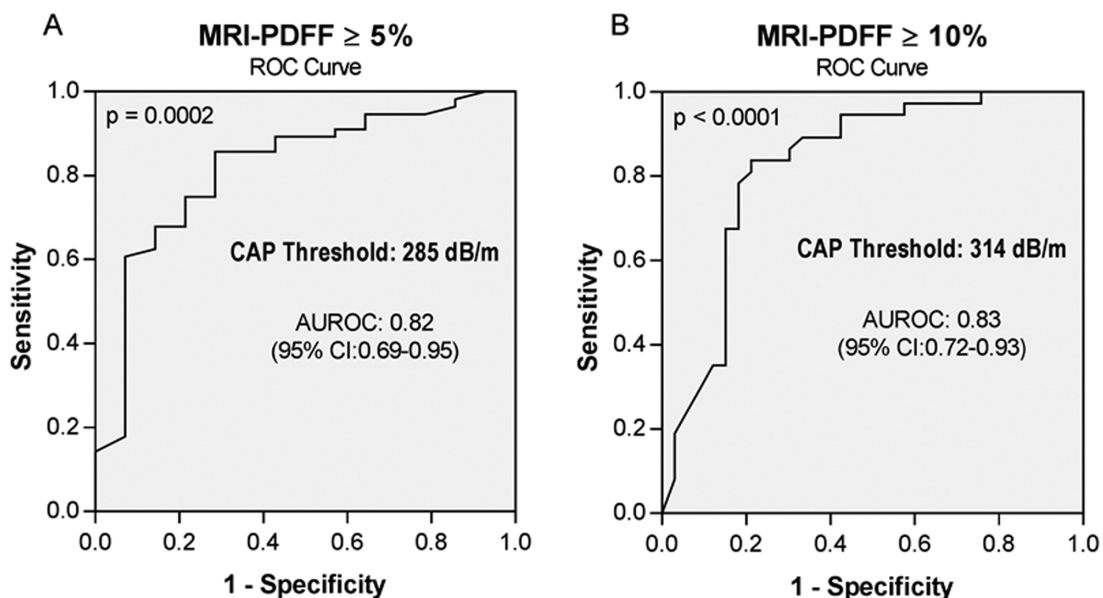 A
MRI-PDFF ≥ 5%
ROC Curve
p = 0.0002
1.0
0.8
0.6
0.4
0.2
0.0
Sensitivity
CAP Threshold: 285 dB/m
AUROC: 0.82
(95% CI:0.69-0.95)
0.0 0.2 0.4 0.6 0.8 1.0
1 - Specificity
B
MRI-PDFF ≥ 10%
ROC Curve
p < 0.0001
1.0
0.8
0.6
0.4
0.2
0.0
Sensitivity
CAP Threshold: 314 dB/m
AUROC: 0.83
(95% CI:0.72-0.93)
0.0 0.2 0.4 0.6 0.8 1.0
1 - Specificity